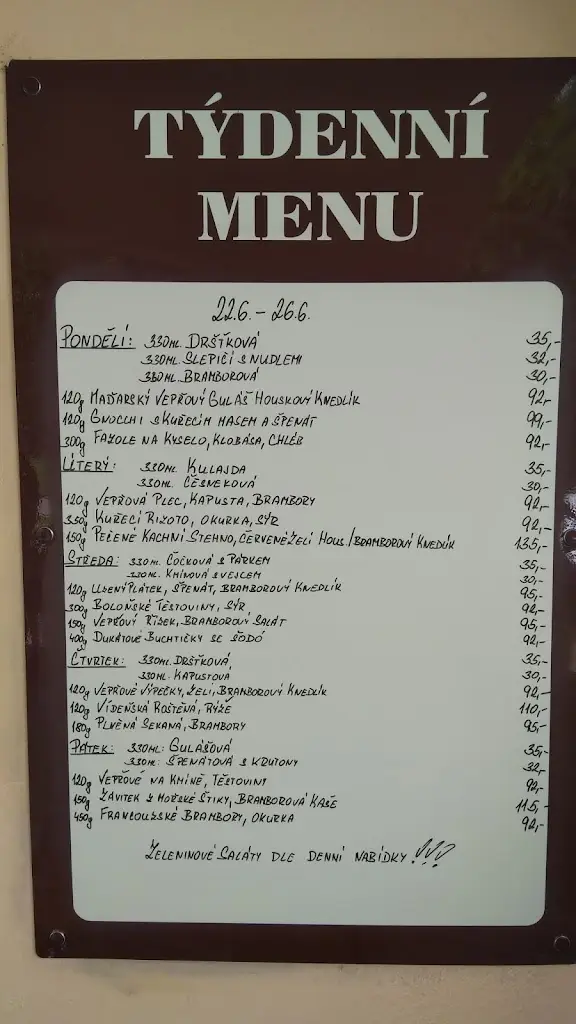 TÝDENNÍ
MENU
22.6. – 26.6.
PONDĚLÍ: 330ML. DRŠŤKOVÁ 35,-
330ML. SLEPIČÍ S NUDLEMI 32,-
330ML. BRAMBOROVÁ 30,-
120g MAĎARSKÝ VEPŘOVÝ GULÁŠ HOUSKOVÝ KNEDLÍK 92,-
120g GNOCCHI S KUŘECÍM MASEM A ŠPENÁT 99,-
300g FAZOLE NA KYSELO, KLOBÁSA, CHLÉB 92,-
ÚTERÝ: 330ML. KULAJDA 35,-
330ML. ČESNEKOVÁ 30,-
120g VEPŘOVÁ PLEC, KAPUSTA, BRAMBORY 92,-
350g KUŘECÍ RIZOTO, OKURKA, SÝR 92,-
150g PEČENÉ KACHNÍ STEHNO, ČERVENÉ ZELÍ HOUS./BRAMBOROVÝ KNEDLÍK 135,-
STŘEDA: 330ML. ČOČKOVÁ S PÁRKEM 35,-
330ML. KMÍNOVÁ S VEJCEM 30,-
120g UZENÝ PLÁTEK, ŠPENÁT, BRAMBOROVÝ KNEDLÍK 95,-
300g BOLOŇSKÉ TĚSTOVINY, SÝR 92,-
150g VEPŘOVÝ ŘÍZEK, BRAMBOROVÝ SALÁT 95,-
400g DUKÁTOVÉ BUCHTIČKY SE ŠODÓ 92,-
ČTVRTEK: 330ML. DRŠŤKOVÁ 35,-
330ML. KAPUSTOVÁ 30,-
120g VEPŘOVÉ VÝPEČKY, ZELÍ, BRAMBOROVÝ KNEDLÍK 92,-
120g VÍDEŇSKÁ ROŠTĚNÁ, RÝŽE 110,-
180g PLNĚNÁ SEKANÁ, BRAMBORY 95,-
PÁTEK: 330ML. GULÁŠOVÁ 35,-
330ML. ŠPENÁTOVÁ S KRUTONY 32,-
120g VEPŘOVÉ NA KMÍNĚ, TĚSTOVINY 92,-
150g ZÁVITEK Z MOŘSKÉ ŠTIKY, BRAMBOROVÁ KAŠE 115,-
450g FRANCOUZSKÉ BRAMBORY, OKURKA 92,-
ZELENINOVÉ SALÁTY DLE DENNÍ NABÍDKY!!!